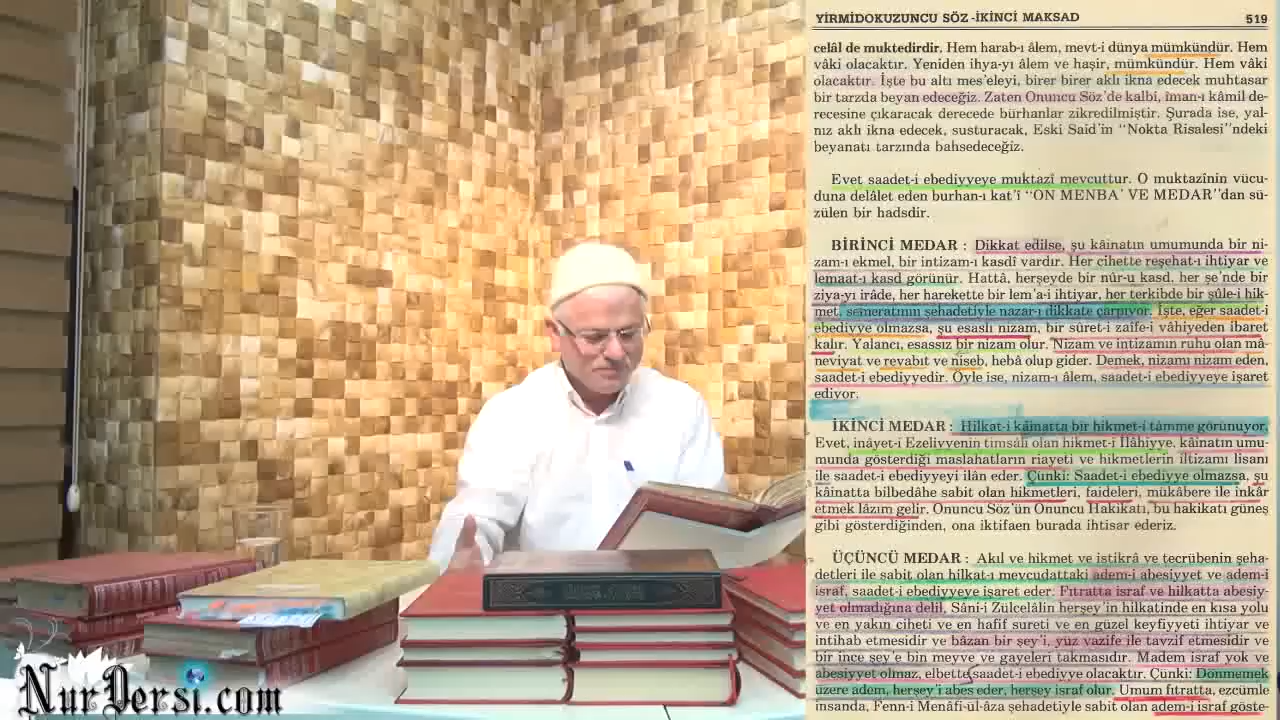 YİRMİDOKUZUNCU SÖZ -İKİNCİ MAKSAD 519
celâl de muktedirdir. Hem harab-ı âlem, mevt-i dünya mümkündür. Hem
vâki olacaktır. Yeniden ihya-yı âlem ve haşir, mümkündür. Hem vâki
olacaktır. İşte bu altı mes'eleyi, birer birer aklı ikna edecek muhtasar
bir tarzda beyan edeceğiz. Zaten Onuncu Söz'de kalbi, iman-ı kâmil de-
recesine çıkaracak derecede bürhanlar zikredilmiştir. Şurada ise, yal-
nız aklı ikna edecek, susturacak, Eski Said'in "Nokta Risalesi"ndeki
beyanatı tarzında bahsedeceğiz.
Evet saadet-i ebediyyeye muktazî mevcuttur. O muktazînin vücu-
duna delâlet eden burhan-ı kat'î "ON MENBA' VE MEDAR"dan sü-
zülen bir hadsdir.
BİRİNCİ MEDAR : Dikkat edilse, şu kâinatın umumunda bir ni-
zam-ı ekmel, bir intizam-ı kasdî vardır. Her cihette reşehat-ı ihtiyar ve
lemaat-ı kasd görünür. Hattâ, herşeyde bir nûr-u kasd, her şe'nde bir
ziya-yı irâde, her harekette bir lem'a-i ihtiyar, her terkibde bir şûle-i hik-
met, semeratının şehadetiyle nazar-ı dikkate çarpıyor. İşte, eğer saadet-i
ebediyye olmazsa, şu esaslı nizam, bir sûret-i zaife-i vâhiyeden ibaret
kalır. Yalancı, esassız bir nizam olur. Nizam ve intizamın ruhu olan mâ-
neviyat ve revabıt ve niseb, hebâ olup gider. Demek, nizamı nizam eden,
saadet-i ebediyyedir. Öyle ise, nizam-ı âlem, saadet-i ebediyyeye işaret
ediyor.
İKİNCİ MEDAR : Hilkat-i kâinatta bir hikmet-i tâmme görünuyor,
Evet, inâyet-i Ezeliyyenin timsâli olan hikmet-i İlâhiyye, kâinatın umu-
munda gösterdiği maslahatların riayeti ve hikmetlerin iltizamı lisanı
ile saadet-i ebediyyeyi ilân eder. Çünki: Saadet-i ebediyye olmazsa, şu
kâinatta bilbedâhe sabit olan hikmetleri, faideleri, mükâbere ile inkâr
etmek lâzım gelir. Onuncu Söz'ün Onuncu Hakikatı, bu hakikatı güneş
gibi gösterdiğinden, ona iktifaen burada ihtisar ederiz.
ÜÇÜNCÜ MEDAR : Akıl ve hikmet ve istikrâ ve tecrübenin şeha-
detleri ile sabit olan hilkat-ı mevcudattaki adem-i abesiyyet ve adem-i
israf, saadet-i ebediyyeye işaret eder. Fıtratta israf ve hilkatta abesiy-
yet olmadığına delil, Sâni-i Zülcelâlin herşey'in hilkatinde en kısa yolu
ve en yakın ciheti ve en hafif sureti ve en güzel keyfiyyeti ihtiyar ve
intihab etmesidir ve bâzan bir şey'i, yüz vazife ile tavzif etmesidir ve
bir ince şey'e bin meyve ve gayeleri takmasıdır. Madem israf yok ve
abesiyyet olmaz, elbette saadet-i ebediyye olacaktır. Çünki: Dönmemek
üzere adem, herşey'i abes eder, herşey israf olur. Umum fıtratta, ezcümle
insanda, Fenn-i Menâfi-ul-âza şehadetiyle sabit olan adem-i israf göste-
NurDersi.com